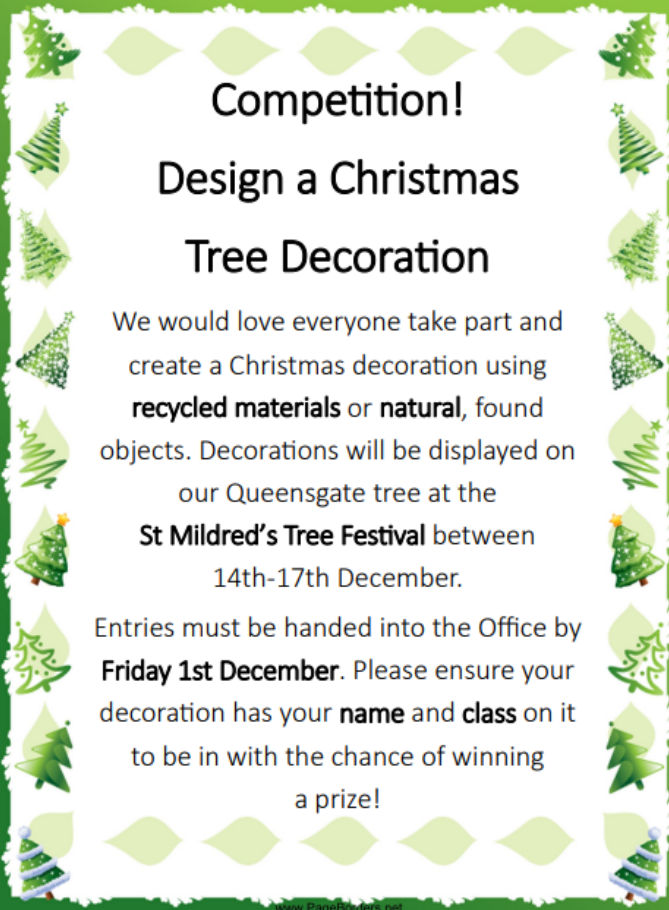 Competition!
Design a Christmas
Tree Decoration
We would love everyone take part and
create a Christmas decoration using
recycled materials or natural, found
objects. Decorations will be displayed on
our Queensgate tree at the
St Mildred's Tree Festival between
14th-17th December.
Entries must be handed into the Office by
Friday 1st December. Please ensure your
decoration has your name and class on it
to be in with the chance of winning
a prize!
www.PageBorders.net